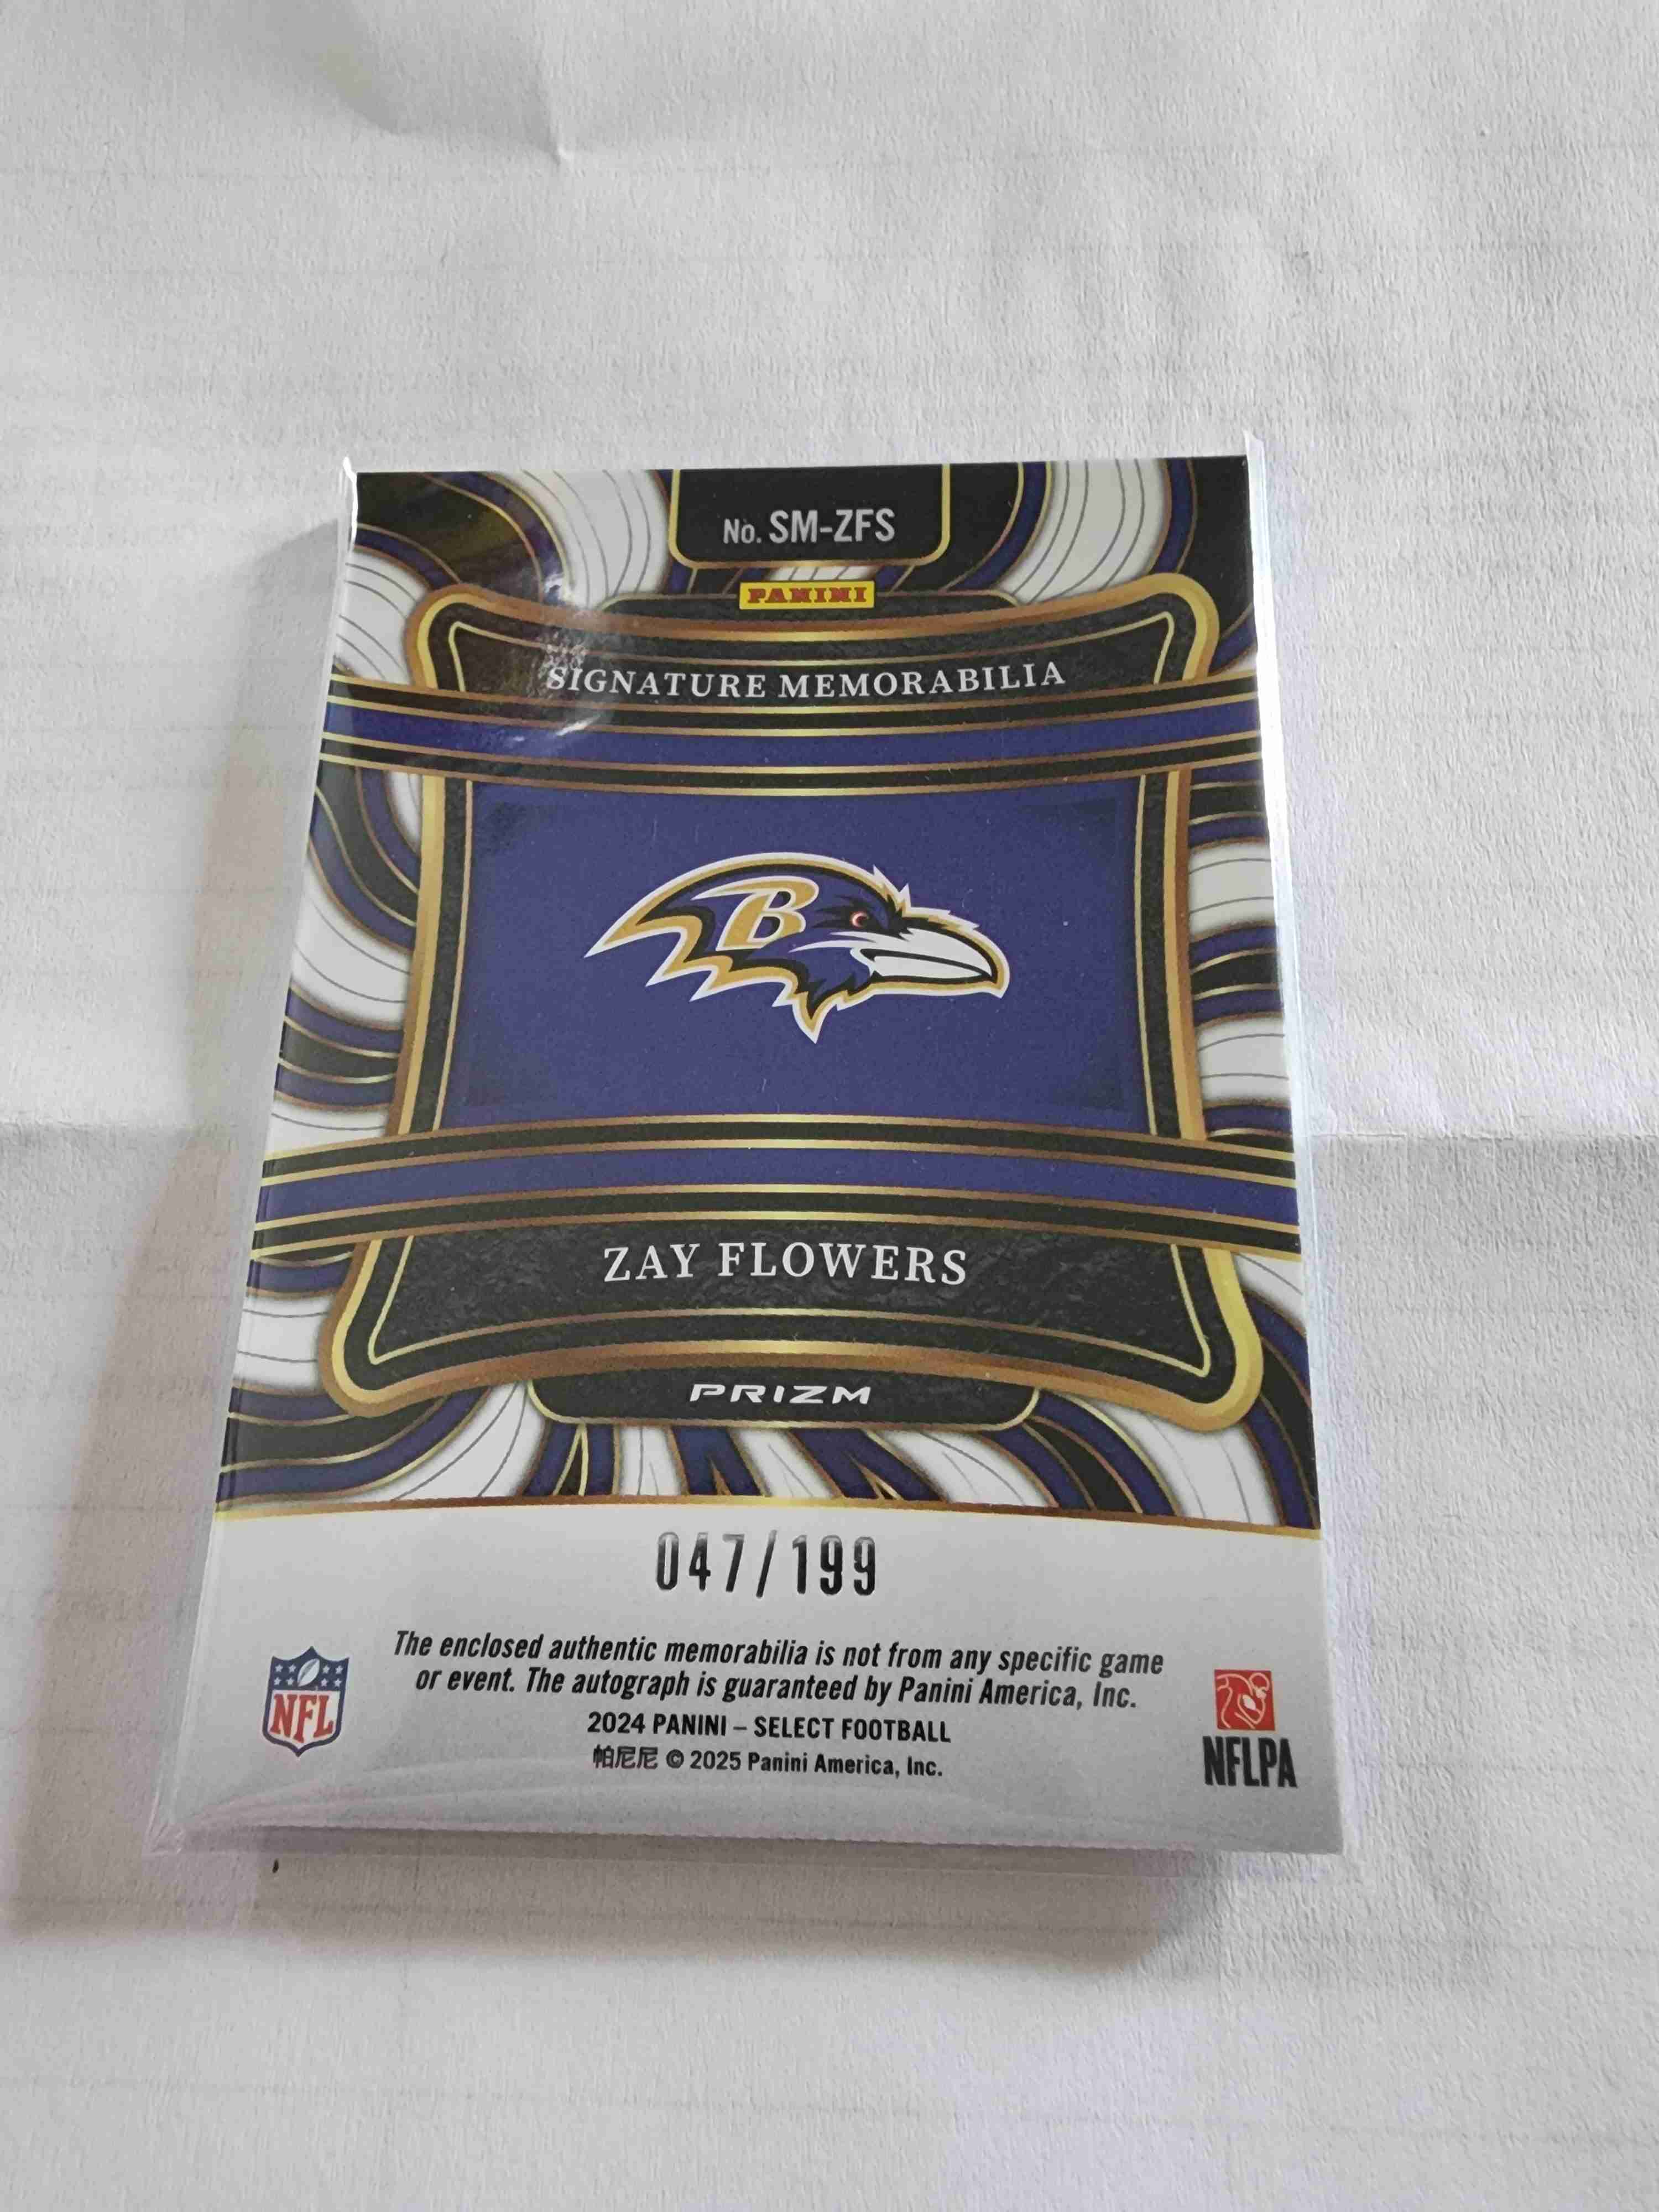 No. SM-ZFS
PANINI
SIGNATURE MEMORABILIA
B
ZAY FLOWERS
PRIZM
047/199
The enclosed authentic memorabilia is not from any specific game
or event. The autograph is guaranteed by Panini America, Inc.
2024 PANINI – SELECT FOOTBALL
帕尼尼 © 2025 Panini America, Inc.
NFL
NFLPA